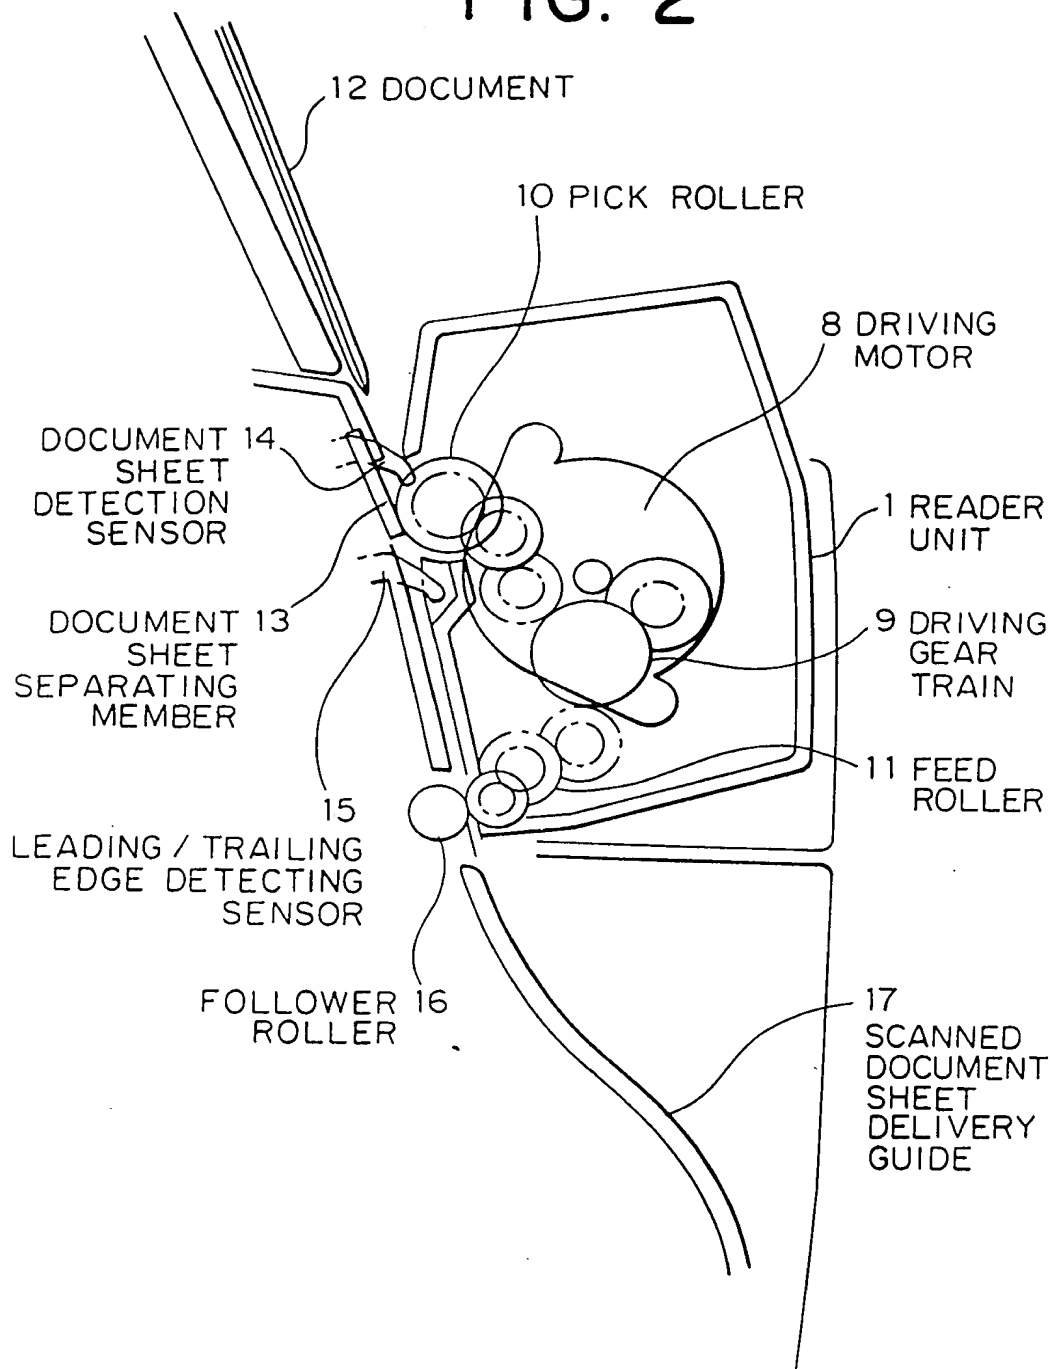 FIG. 2
12 DOCUMENT
10 PICK ROLLER
8 DRIVING
MOTOR
DOCUMENT 14
SHEET
DETECTION
SENSOR
1 READER
UNIT
DOCUMENT 13
SHEET
SEPARATING
MEMBER
9 DRIVING
GEAR
TRAIN
11 FEED
ROLLER
15
LEADING / TRAILING
EDGE DETECTING
SENSOR
FOLLOWER 16
ROLLER
17
SCANNED
DOCUMENT
SHEET
DELIVERY
GUIDE